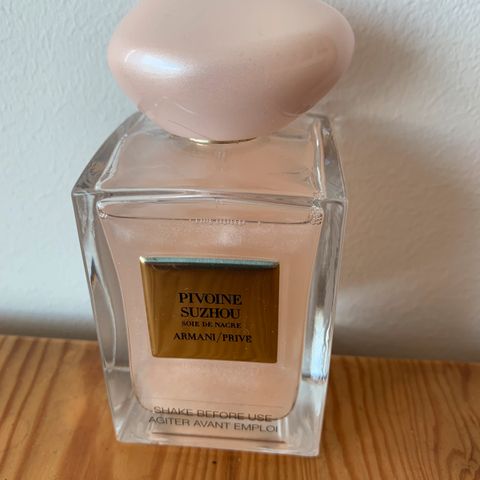 PIVOINE
SUZHOU
SOIE DE NACRE
ARMANI/PRIVÉ
SHAKE BEFORE USE
AGITER AVANT EMPLOI